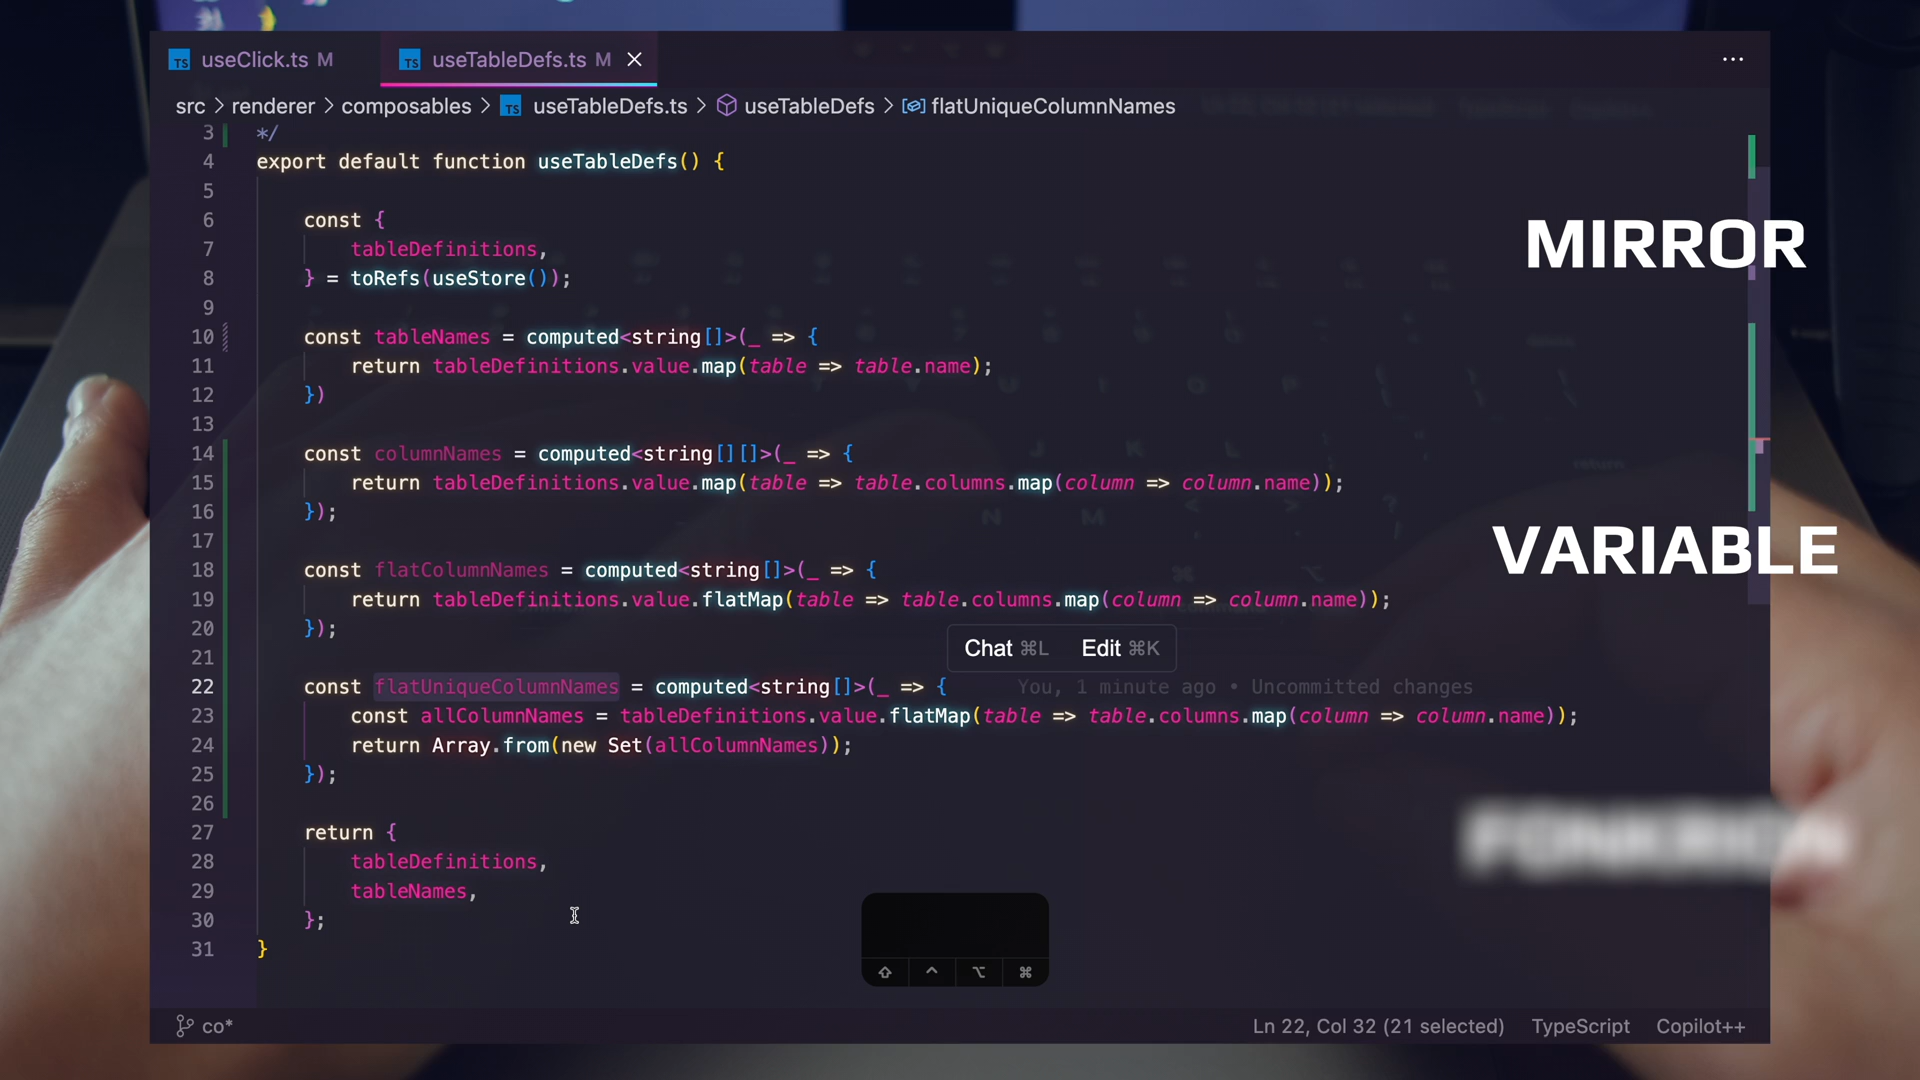 useClick.ts M
useTableDefs.ts M
src > renderer > composables > useTableDefs.ts > useTableDefs > flatUniqueColumnNames
3 */
4 export default function useTableDefs() {
5
6 const {
7 tableDefinitions,
8 } = toRefs(useStore());
9
10 const tableNames = computed<string[]>(_ => {
11 return tableDefinitions.value.map(table => table.name);
12 })
13
14 const columnNames = computed<string[][]>(_ => {
15 return tableDefinitions.value.map(table => table.columns.map(column => column.name));
16 });
17
18 const flatColumnNames = computed<string[]>(_ => {
19 return tableDefinitions.value.flatMap(table => table.columns.map(column => column.name));
20 });
21
Chat ⌘L Edit ⌘K
22 const flatUniqueColumnNames = computed<string[]>(_ => { You, 1 minute ago • Uncommitted changes
23 const allColumnNames = tableDefinitions.value.flatMap(table => table.columns.map(column => column.name));
24 return Array.from(new Set(allColumnNames));
25 });
26
27 return {
28 tableDefinitions,
29 tableNames,
30 };
31 }
MIRROR
VARIABLE
co*
Ln 22, Col 32 (21 selected) TypeScript Copilot++